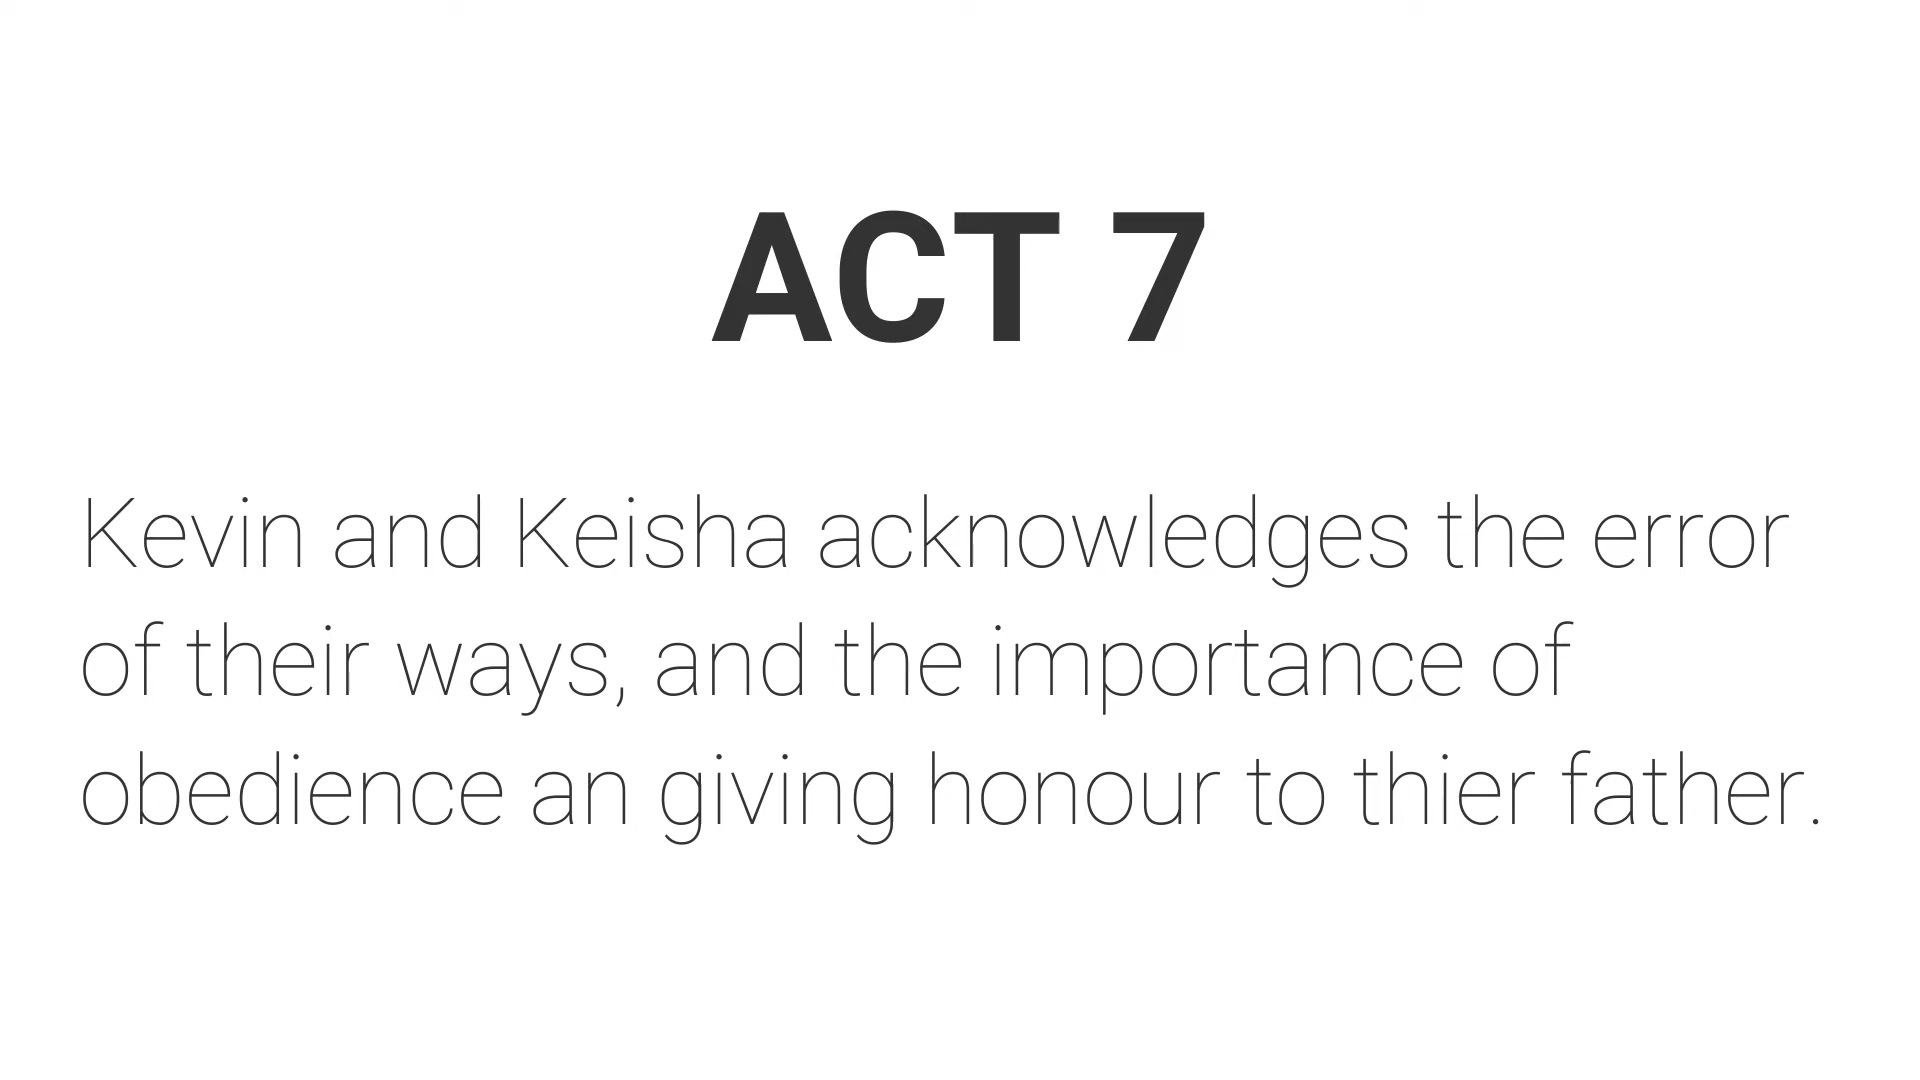 ACT 7
Kevin and Keisha acknowledges the error
of their ways, and the importance of
obedience an giving honour to thier father.